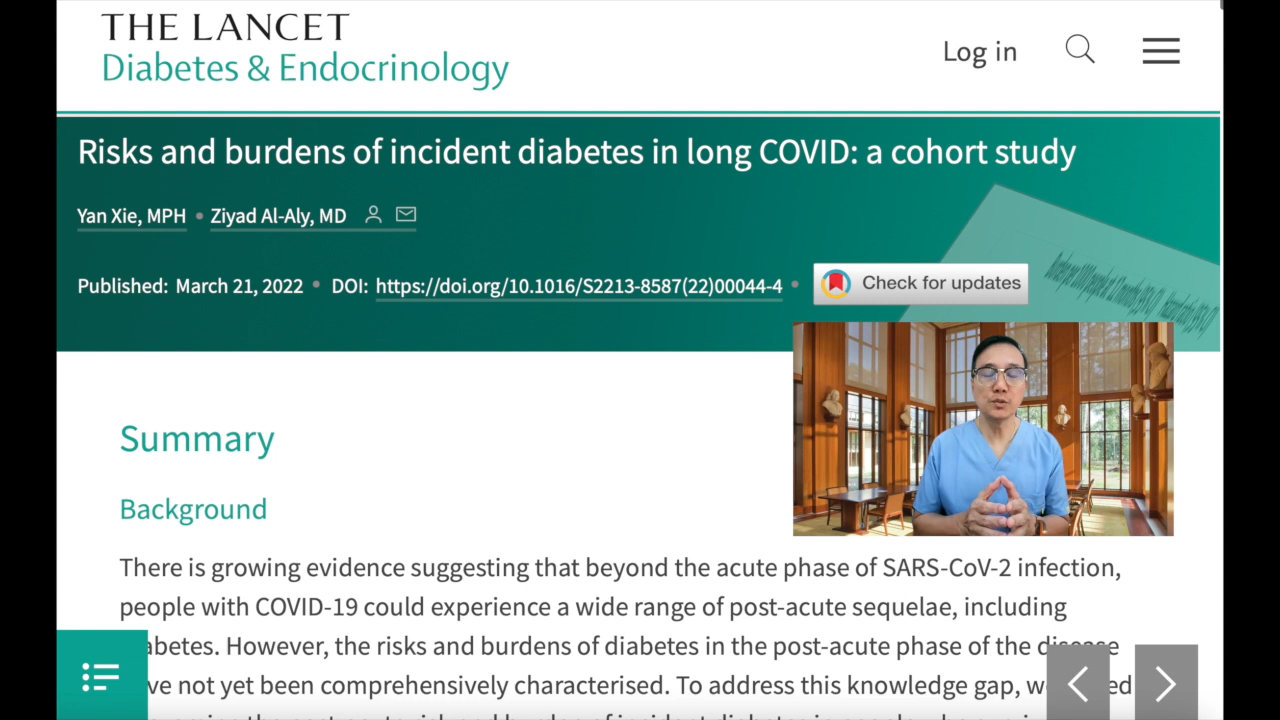 THE LANCET
Diabetes & Endocrinology
Log in
Risks and burdens of incident diabetes in long COVID: a cohort study
Yan Xie, MPH • Ziyad Al-Aly, MD
Published: March 21, 2022 • DOI: https://doi.org/10.1016/S2213-8587(22)00044-4 •
Check for updates
Summary
Background
There is growing evidence suggesting that beyond the acute phase of SARS-CoV-2 infection,
people with COVID-19 could experience a wide range of post-acute sequelae, including
abetes. However, the risks and burdens of diabetes in the post-acute phase of the disease
ve not yet been comprehensively characterised. To address this knowledge gap, we